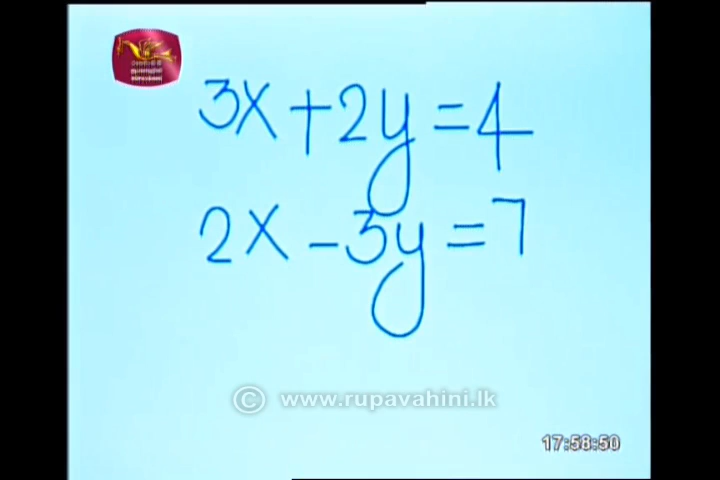 3x + 2y = 4
2x - 3y = 7
© www.rupavahini.lk
17:58:50